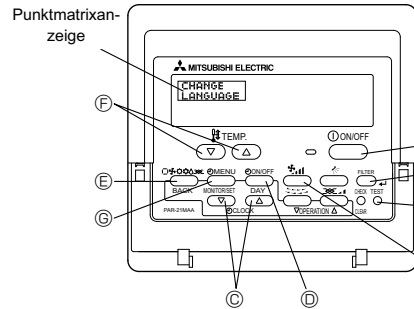 Punktmatrixan-
zeige
MITSUBISHI ELECTRIC
CHANGE
LANGUAGE
F
TEMP.
ON/OFF
MENU
ON/OFF
FILTER
E
BACK
MONITOR/SET
DAY
CHECK TEST
PAR-21MAA
CLOCK
OPERATION
CLEAR
G
C
D